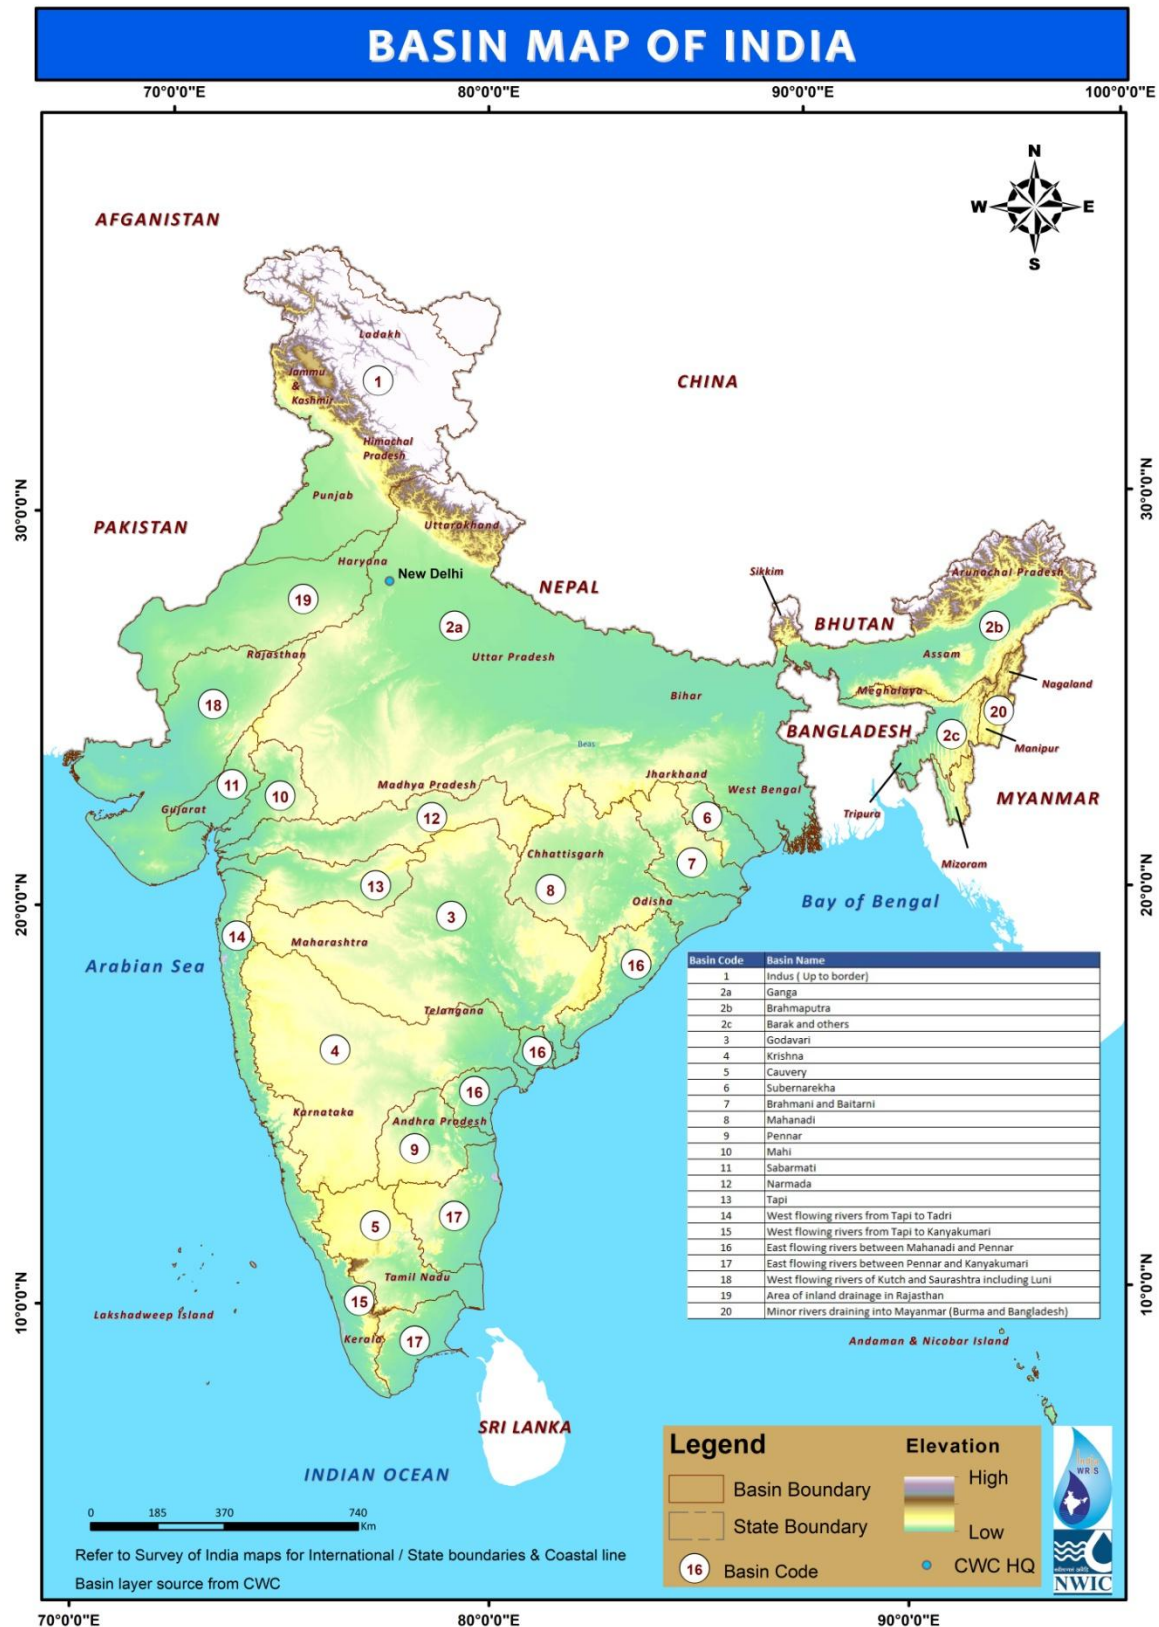 BASIN MAP OF INDIA
70°0'0"E 80°0'0"E 90°0'0"E 100°0'0"E
N
W E
S
AFGANISTAN
Ladakh
CHINA
1
Jammu
&
Kashmir
Himachal
Pradesh
30°0'0"N
30°0'0"N
Punjab
PAKISTAN
Uttarakhand
Haryana
New Delhi
NEPAL
Sikkim
Arunachal Pradesh
19
2a
BHUTAN
2b
Rajasthan
Uttar Pradesh
Assam
Nagaland
Bihar
Meghalaya
18
20
BANGLADESH
2c
Beas
Manipur
Jharkhand
11
10
Madhya Pradesh
West Bengal
MYANMAR
Gujarat
12
6
Tripura
Chhattisgarh
7
Mizoram
13
8
20°0'0"N
20°0'0"N
Odisha
Bay of Bengal
3
14
Maharashtra
Arabian Sea
16
Telangana
4
16
16
Karnataka
Andhra Pradesh
9
17
5
Tamil Nadu
10°0'0"N
10°0'0"N
15
Lakshadweep Island
Kerala
17
Andaman & Nicobar Island
SRI LANKA
INDIAN OCEAN
Basin Code Basin Name
1 Indus ( Up to border)
2a Ganga
2b Brahmaputra
2c Barak and others
3 Godavari
4 Krishna
5 Cauvery
6 Subernarekha
7 Brahmani and Baitarni
8 Mahanadi
9 Pennar
10 Mahi
11 Sabarmati
12 Narmada
13 Tapi
14 West flowing rivers from Tapi to Tadri
15 West flowing rivers from Tapi to Kanyakumari
16 East flowing rivers between Mahanadi and Pennar
17 East flowing rivers between Pennar and Kanyakumari
18 West flowing rivers of Kutch and Saurashtra including Luni
19 Area of inland drainage in Rajasthan
20 Minor rivers draining into Mayanmar (Burma and Bangladesh)
Legend
Basin Boundary
State Boundary
16 Basin Code
Elevation
High
Low
CWC HQ
India
WRIS
NWIC
0 185 370 740
Km
Refer to Survey of India maps for International / State boundaries & Coastal line
Basin layer source from CWC
70°0'0"E 80°0'0"E 90°0'0"E